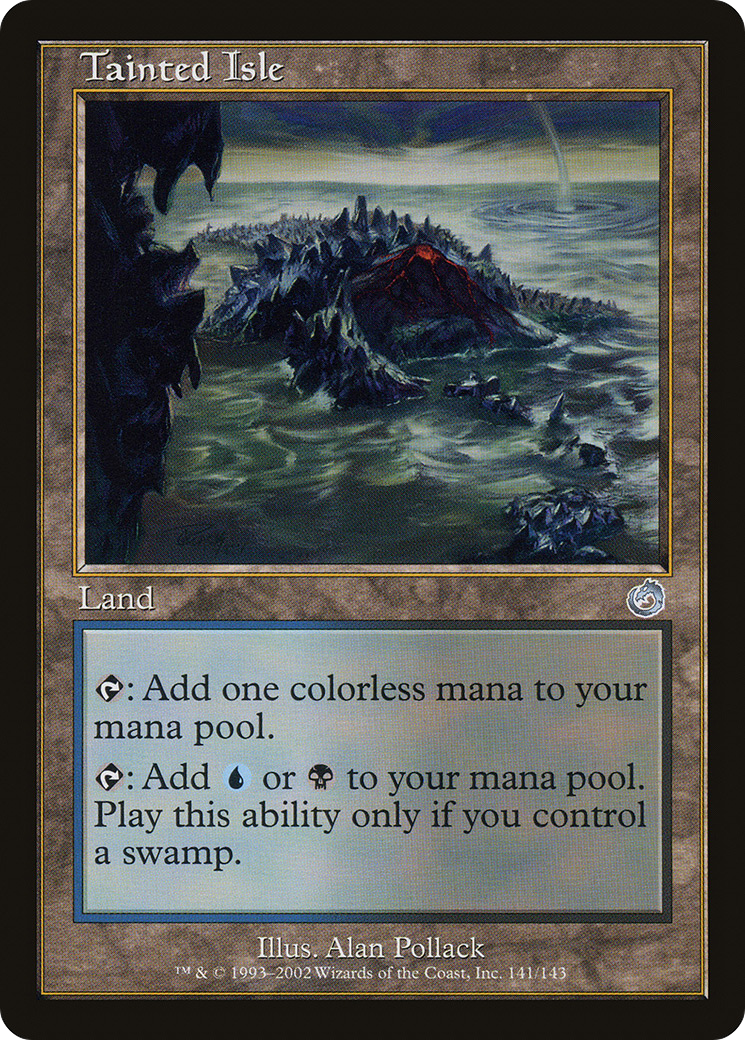 Tainted Isle
Land
: Add one colorless mana to your
mana pool.
: Add or to your mana pool.
Play this ability only if you control
a swamp.
Illus. Alan Pollack
™ & © 1993–2002 Wizards of the Coast, Inc. 141/143